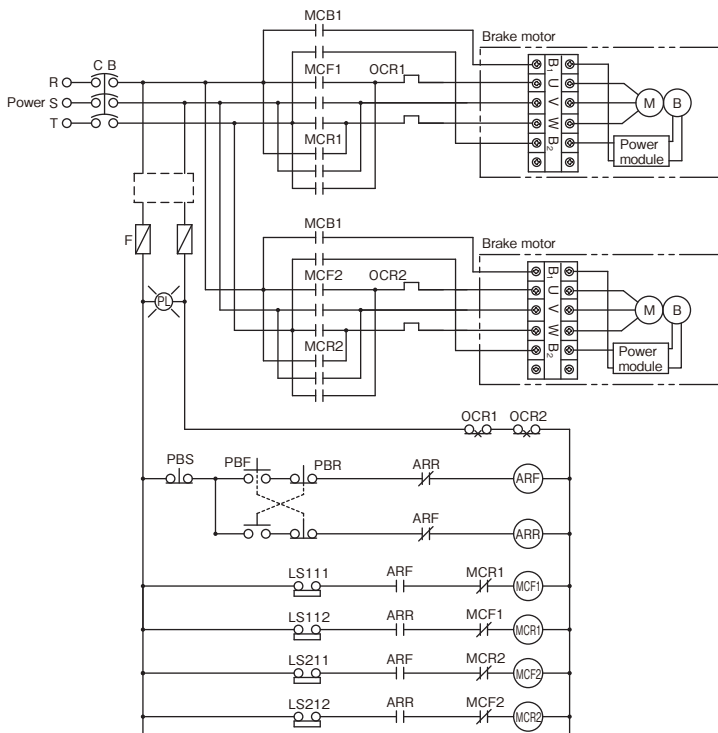 MCB1
Brake motor
C B
MCF1 OCR1
R
Power S
T
MCR1
B1 U V W B2
M B
Power
module
F
MCB1
Brake motor
MCF2 OCR2
PL
MCR2
B1 U V W B2
M B
Power
module
OCR1 OCR2
PBS PBF PBR ARR ARF
ARF ARR
LS111 ARF MCR1 MCF1
LS112 ARR MCF1 MCR1
LS211 ARF MCR2 MCF2
LS212 ARR MCF2 MCR2